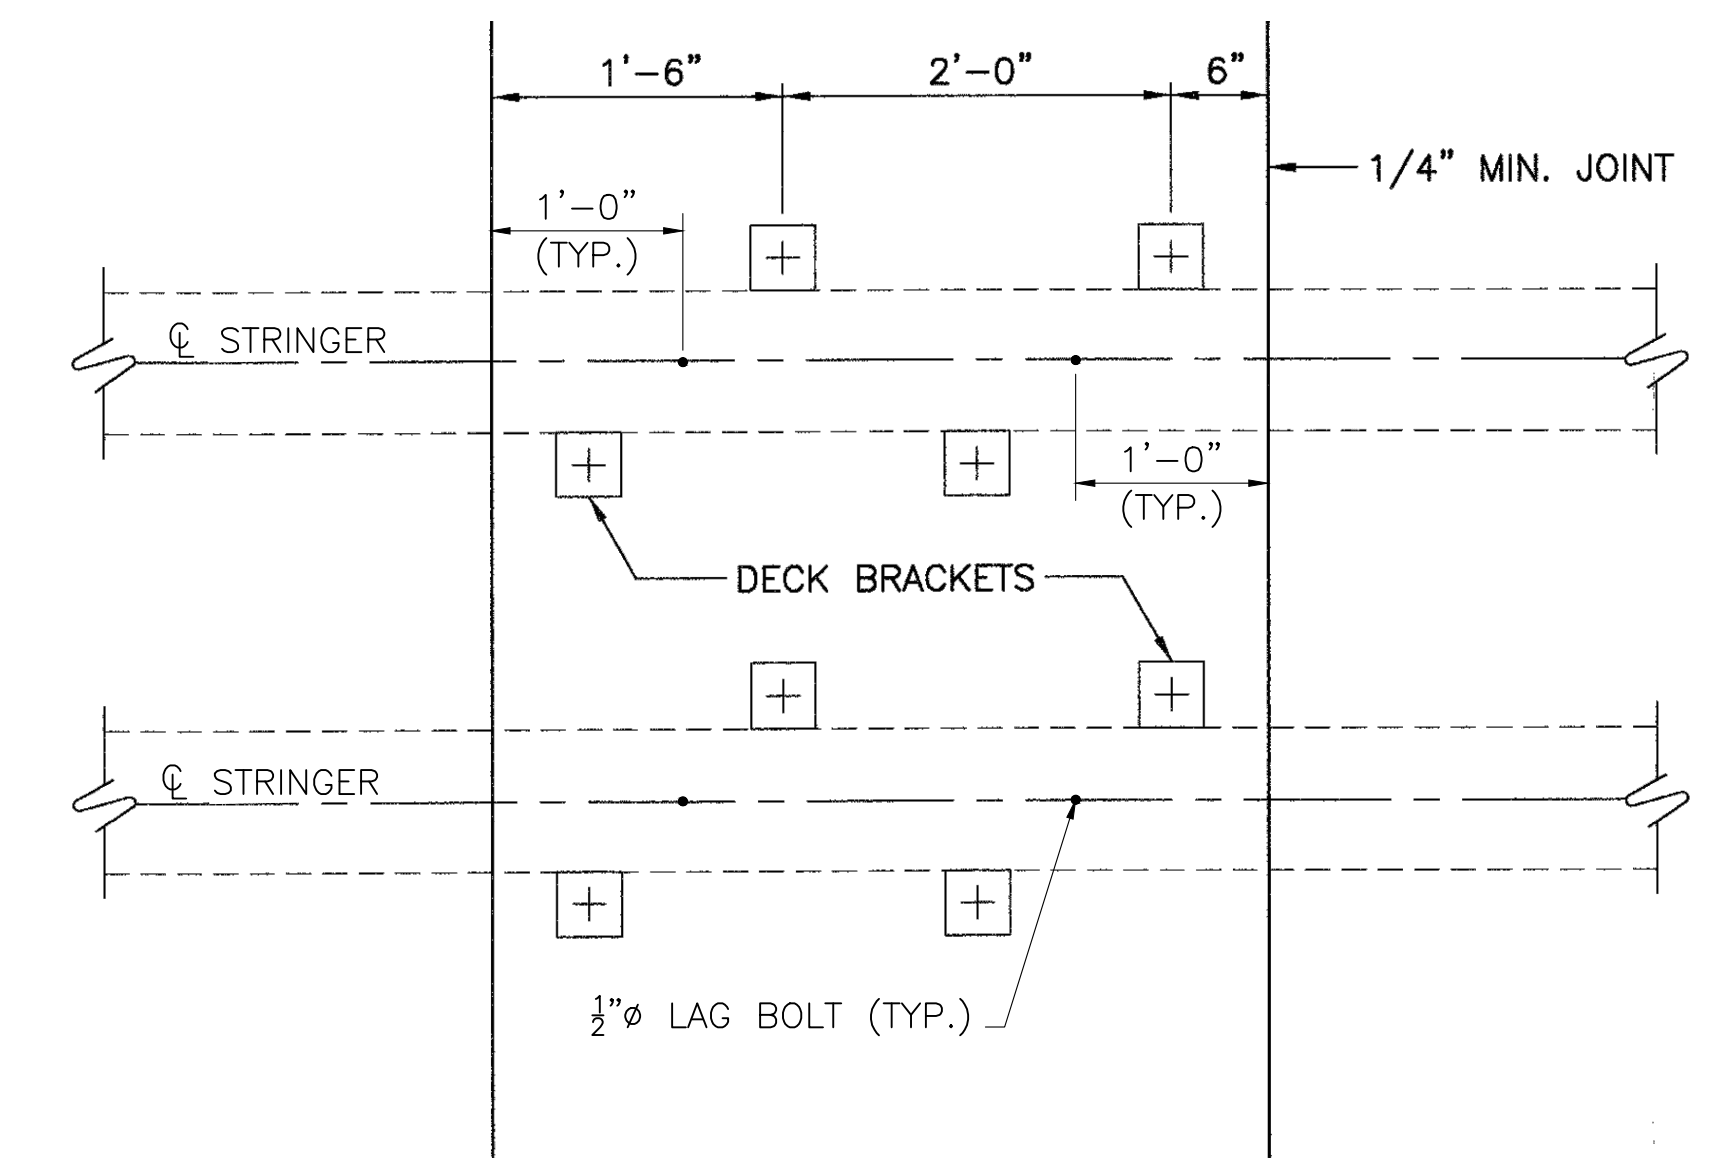 1'-6" 2'-0" 6"
1/4" MIN. JOINT
1'-0"
(TYP.)
℄ STRINGER
1'-0"
(TYP.)
DECK BRACKETS
℄ STRINGER
½"ø LAG BOLT (TYP.)